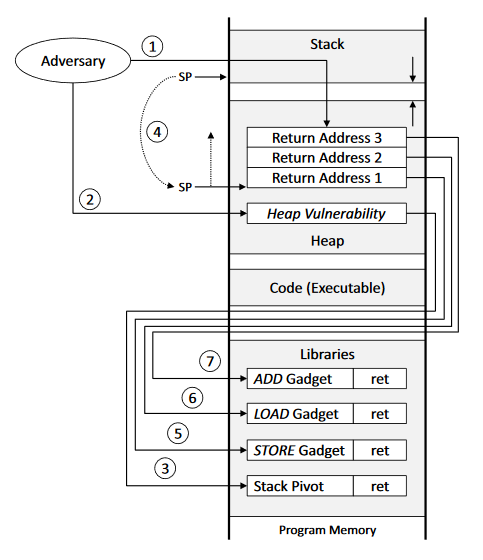 Stack
1
Adversary
SP
4
Return Address 3
Return Address 2
Return Address 1
SP
2
Heap Vulnerability
Heap
Code (Executable)
Libraries
7
ADD Gadget ret
6
LOAD Gadget ret
5
STORE Gadget ret
3
Stack Pivot ret
Program Memory